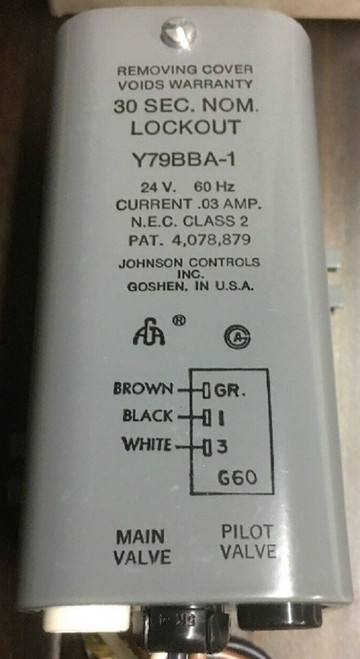 REMOVING COVER
VOIDS WARRANTY
30 SEC. NOM.
LOCKOUT
Y79BBA-1
24 V. 60 Hz
CURRENT .03 AMP.
N.E.C. CLASS 2
PAT. 4,078,879
JOHNSON CONTROLS
INC.
GOSHEN, IN U.S.A.
AGA ®
BROWN GR.
BLACK 1
WHITE 3
G60
MAIN VALVE
PILOT VALVE